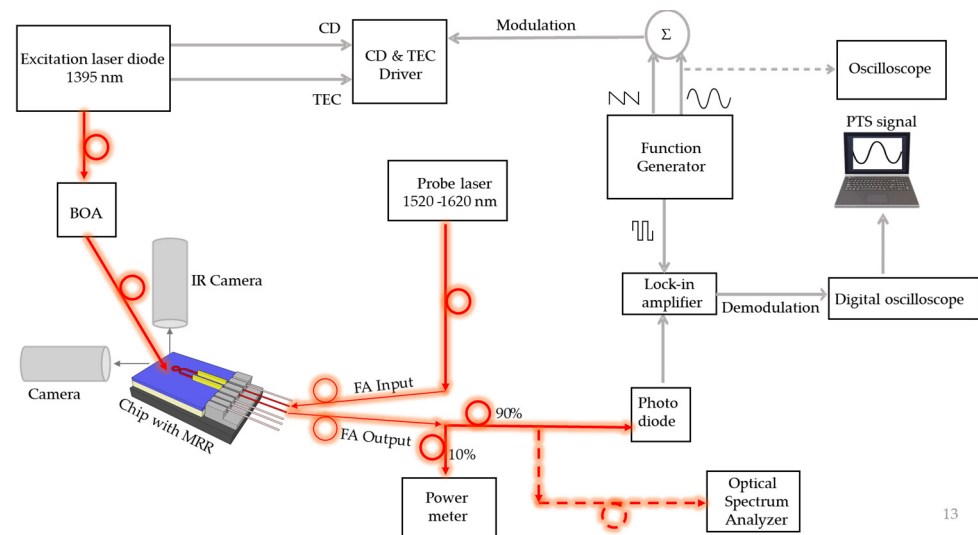 Excitation laser diode
1395 nm
CD
TEC
CD & TEC
Driver
Modulation
Σ
Oscilloscope
PTS signal
Function
Generator
Probe laser
1520 -1620 nm
BOA
IR Camera
Camera
Chip with MRR
FA Input
FA Output
90%
10%
Lock-in
amplifier
Demodulation
Digital oscilloscope
Photo
diode
Power
meter
Optical
Spectrum
Analyzer
13